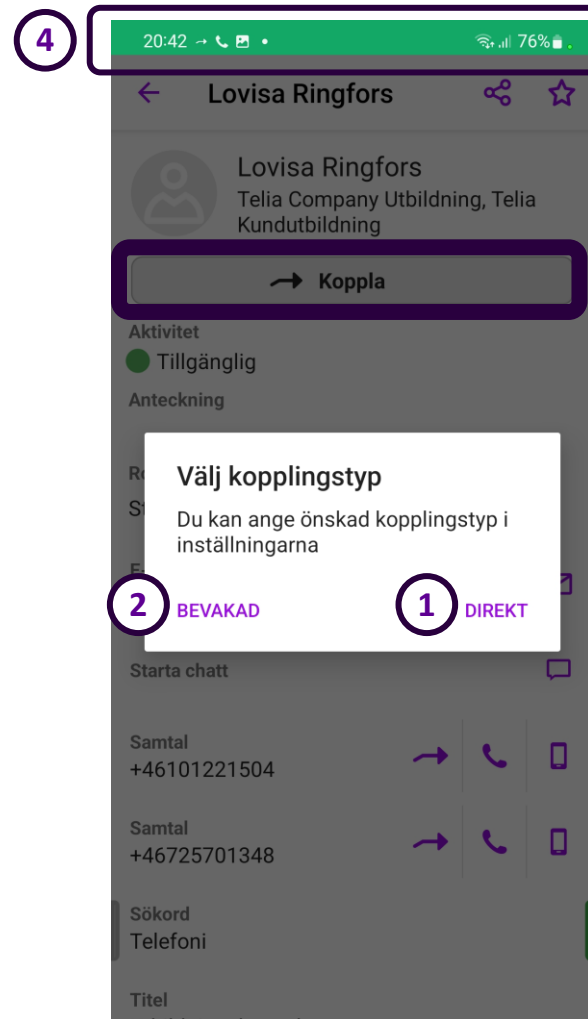 4
20:42
76%
Lovisa Ringfors
Lovisa Ringfors
Telia Company Utbildning, Telia
Kundutbildning
Koppla
Aktivitet
Tillgänglig
Anteckning
Välj kopplingstyp
Du kan ange önskad kopplingstyp i
inställningarna
2 BEVAKAD 1 DIREKT
Starta chatt
Samtal
+46101221504
Samtal
+46725701348
Sökord
Telefoni
Titel